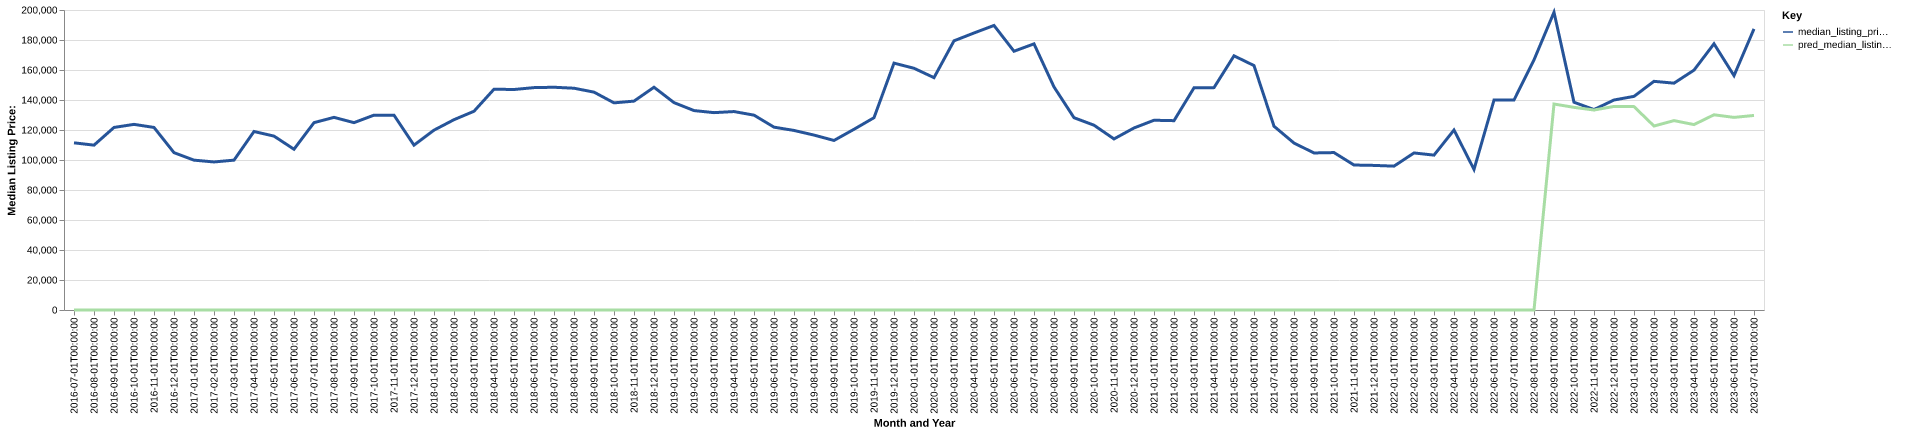 200,000
180,000
160,000
140,000
120,000
100,000
80,000
60,000
40,000
20,000
0
Median Listing Price:
2016-07-01T00:00:00
2016-08-01T00:00:00
2016-09-01T00:00:00
2016-10-01T00:00:00
2016-11-01T00:00:00
2016-12-01T00:00:00
2017-01-01T00:00:00
2017-02-01T00:00:00
2017-03-01T00:00:00
2017-04-01T00:00:00
2017-05-01T00:00:00
2017-06-01T00:00:00
2017-07-01T00:00:00
2017-08-01T00:00:00
2017-09-01T00:00:00
2017-10-01T00:00:00
2017-11-01T00:00:00
2017-12-01T00:00:00
2018-01-01T00:00:00
2018-02-01T00:00:00
2018-03-01T00:00:00
2018-04-01T00:00:00
2018-05-01T00:00:00
2018-06-01T00:00:00
2018-07-01T00:00:00
2018-08-01T00:00:00
2018-09-01T00:00:00
2018-10-01T00:00:00
2018-11-01T00:00:00
2018-12-01T00:00:00
2019-01-01T00:00:00
2019-02-01T00:00:00
2019-03-01T00:00:00
2019-04-01T00:00:00
2019-05-01T00:00:00
2019-06-01T00:00:00
2019-07-01T00:00:00
2019-08-01T00:00:00
2019-09-01T00:00:00
2019-10-01T00:00:00
2019-11-01T00:00:00
2019-12-01T00:00:00
2020-01-01T00:00:00
2020-02-01T00:00:00
2020-03-01T00:00:00
2020-04-01T00:00:00
2020-05-01T00:00:00
2020-06-01T00:00:00
2020-07-01T00:00:00
2020-08-01T00:00:00
2020-09-01T00:00:00
2020-10-01T00:00:00
2020-11-01T00:00:00
2020-12-01T00:00:00
2021-01-01T00:00:00
2021-02-01T00:00:00
2021-03-01T00:00:00
2021-04-01T00:00:00
2021-05-01T00:00:00
2021-06-01T00:00:00
2021-07-01T00:00:00
2021-08-01T00:00:00
2021-09-01T00:00:00
2021-10-01T00:00:00
2021-11-01T00:00:00
2021-12-01T00:00:00
2022-01-01T00:00:00
2022-02-01T00:00:00
2022-03-01T00:00:00
2022-04-01T00:00:00
2022-05-01T00:00:00
2022-06-01T00:00:00
2022-07-01T00:00:00
2022-08-01T00:00:00
2022-09-01T00:00:00
2022-10-01T00:00:00
2022-11-01T00:00:00
2022-12-01T00:00:00
2023-01-01T00:00:00
2023-02-01T00:00:00
2023-03-01T00:00:00
2023-04-01T00:00:00
2023-05-01T00:00:00
2023-06-01T00:00:00
2023-07-01T00:00:00
Month and Year
Key
median_listing_pri…
pred_median_listin…